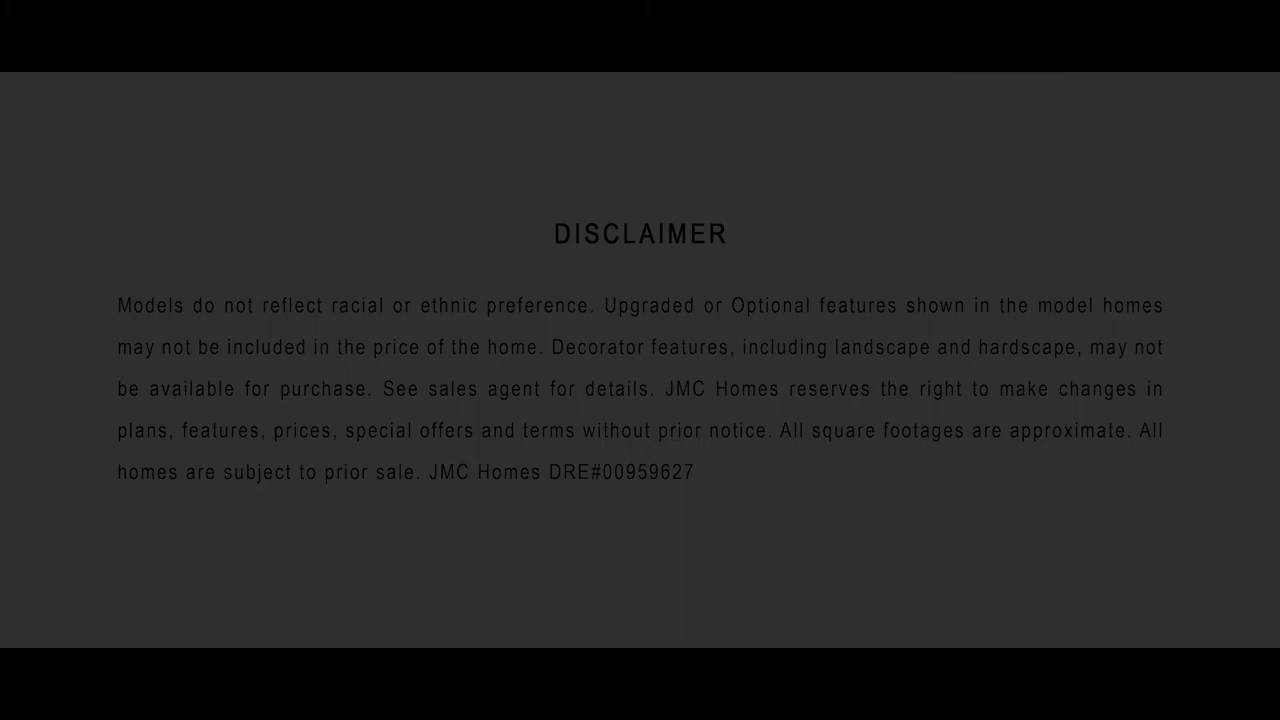 DISCLAIMER
Models do not reflect racial or ethnic preference. Upgraded or Optional features shown in the model homes
may not be included in the price of the home. Decorator features, including landscape and hardscape, may not
be available for purchase. See sales agent for details. JMC Homes reserves the right to make changes in
plans, features, prices, special offers and terms without prior notice. All square footages are approximate. All
homes are subject to prior sale. JMC Homes DRE#00959627